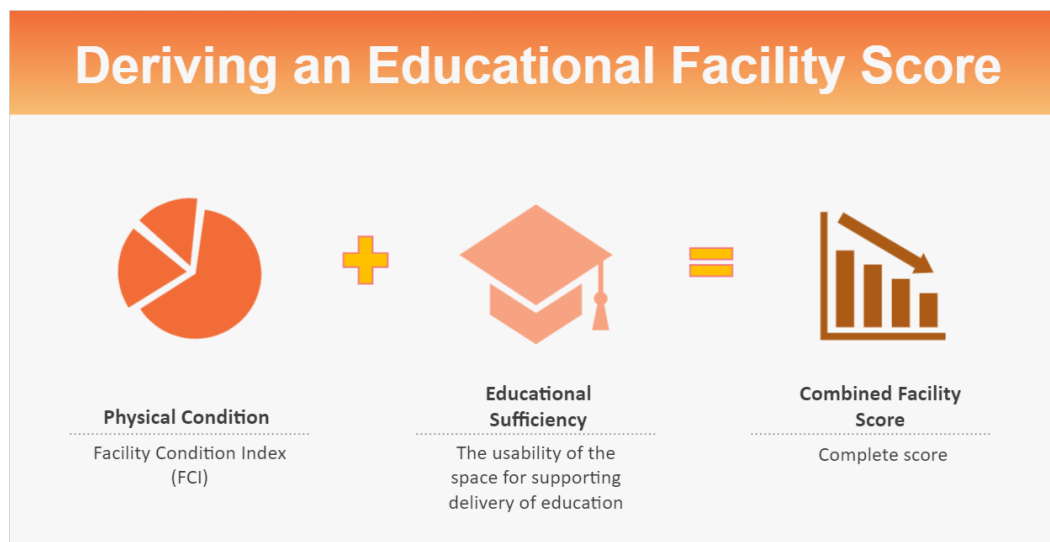 Deriving an Educational Facility Score
Physical Condition
Facility Condition Index
(FCI)
Educational
Sufficiency
The usability of the
space for supporting
delivery of education
Combined Facility
Score
Complete score